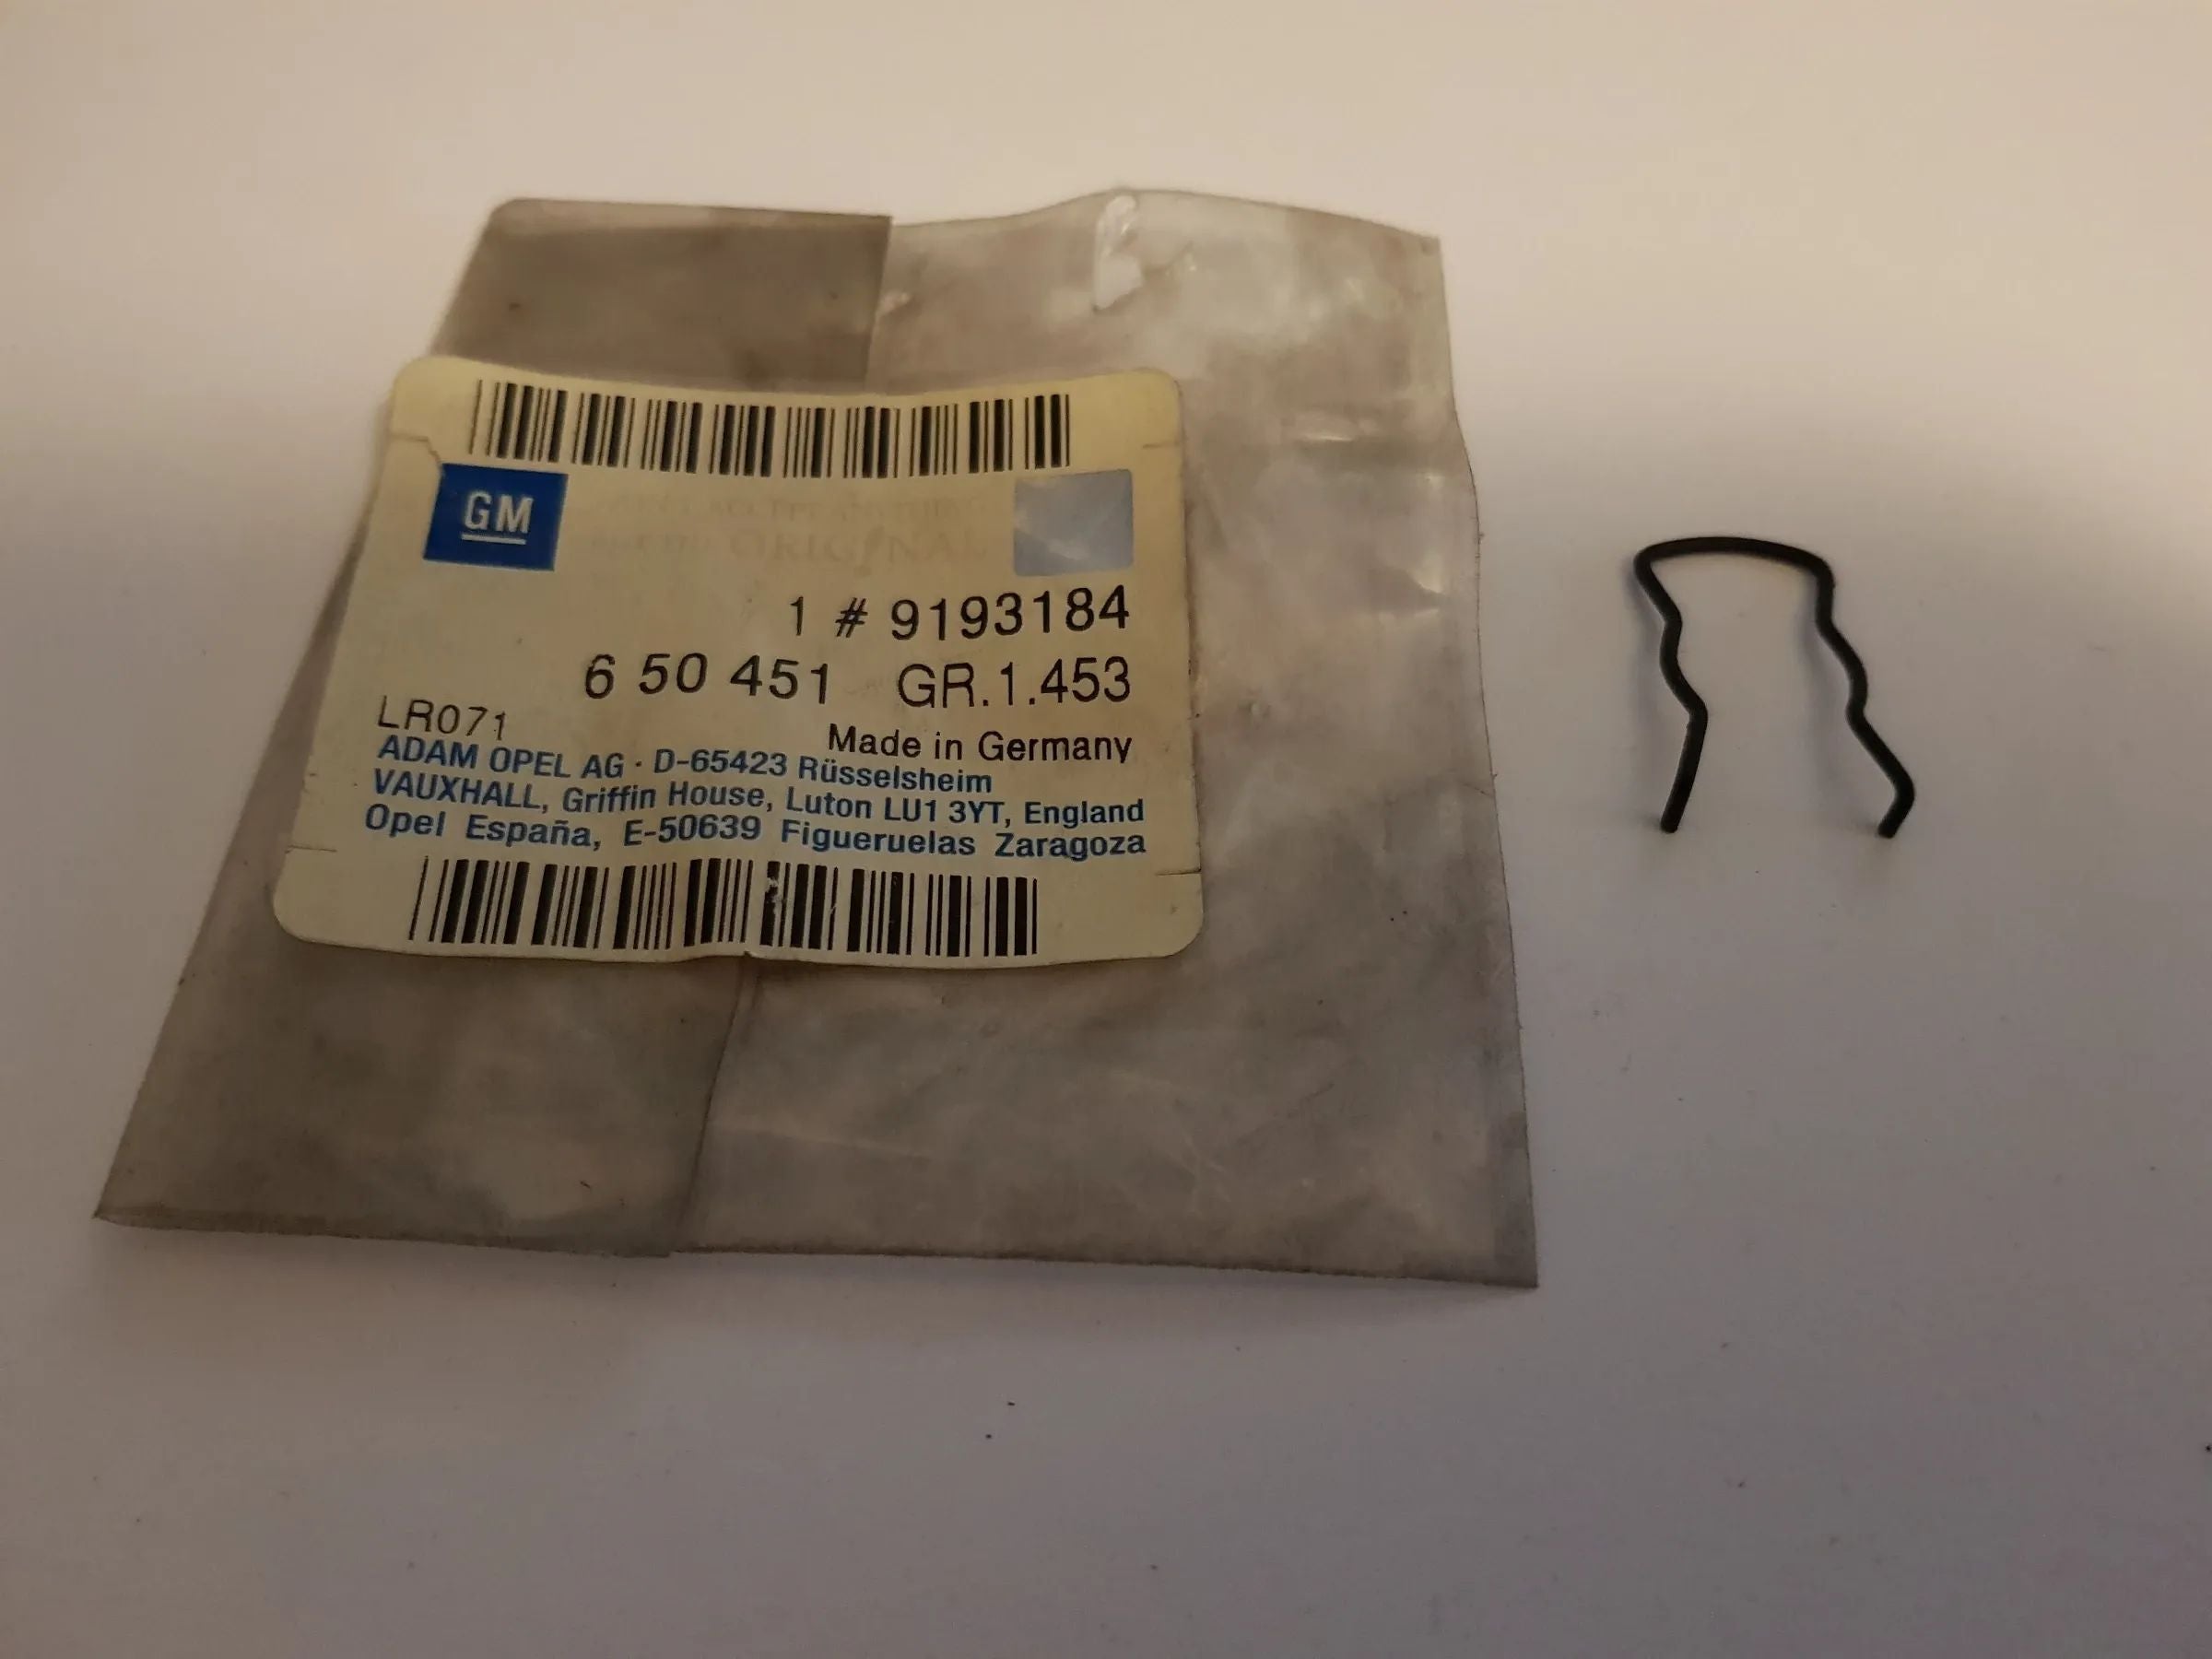 GM
ORIGINAL
1 # 9193184
6 50 451 GR.1.453
LR071
Made in Germany
ADAM OPEL AG · D-65423 Rüsselsheim
VAUXHALL, Griffin House, Luton LU1 3YT, England
Opel España, E-50639 Figueruelas Zaragoza